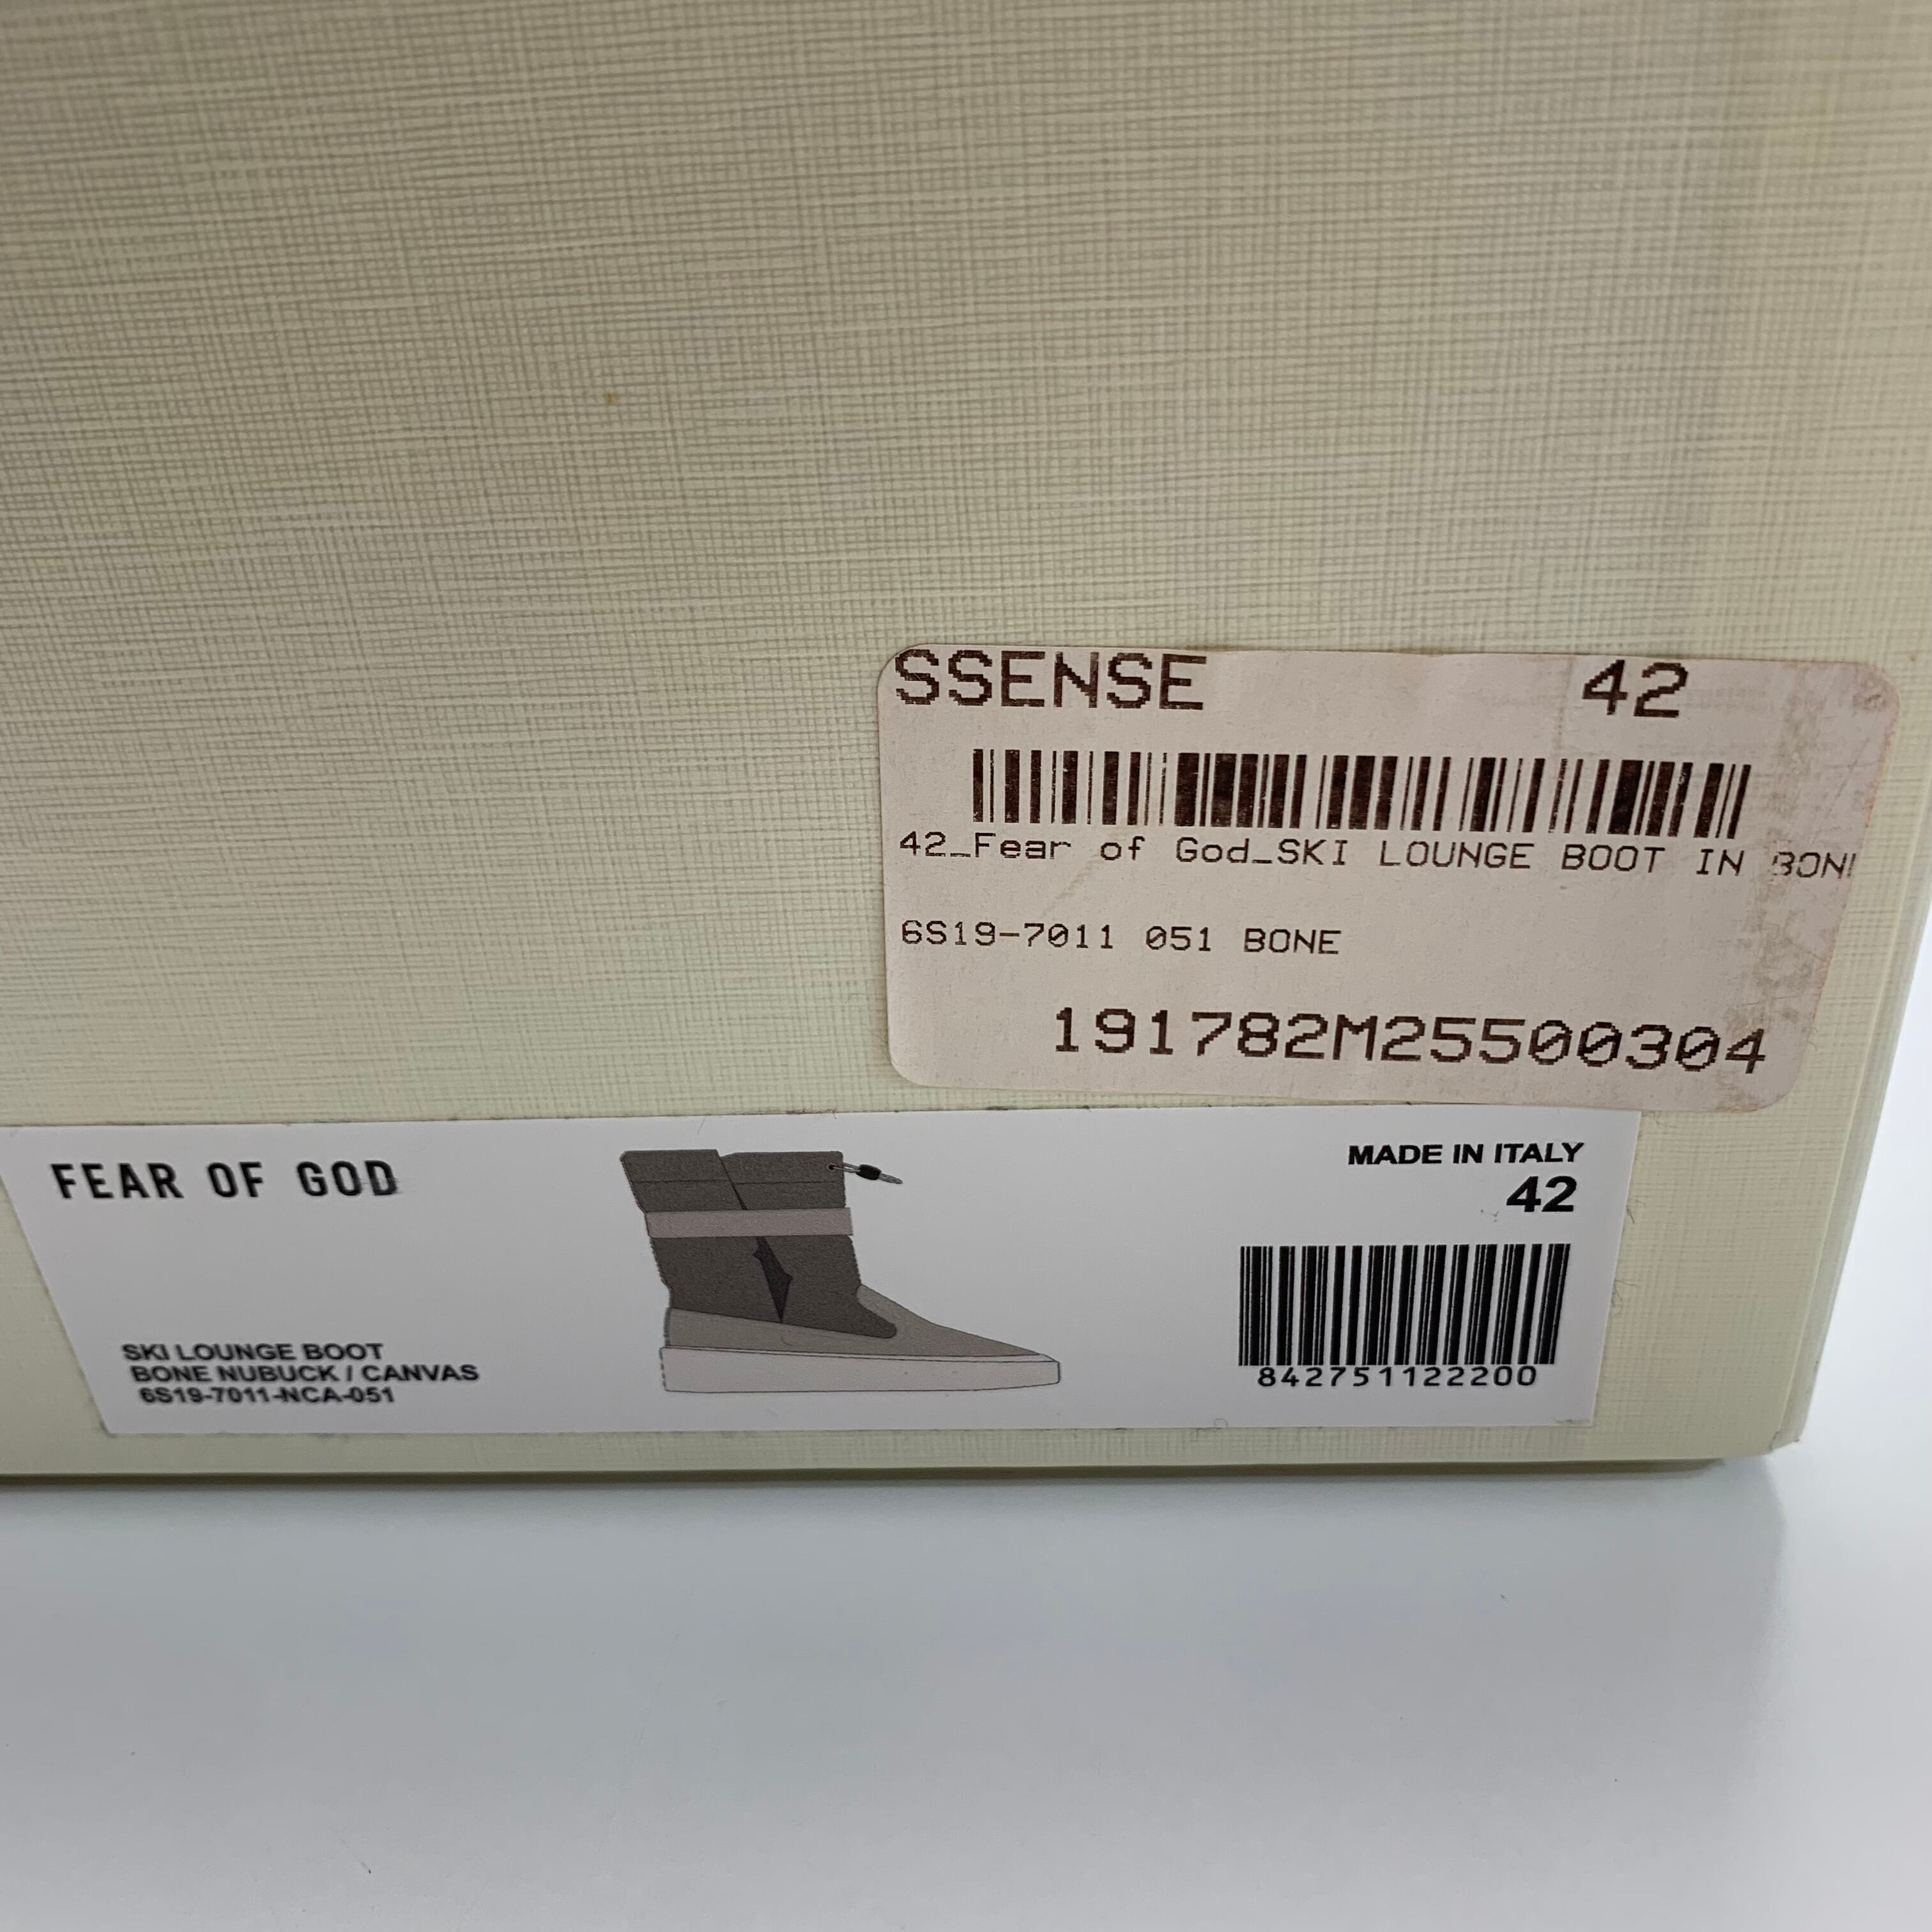 SSENSE 42
42_Fear of God_SKI LOUNGE BOOT IN BON
6S19-7011 051 BONE
191782M25500304
FEAR OF GOD
MADE IN ITALY
42
SKI LOUNGE BOOT
BONE NUBUCK / CANVAS
6S19-7011-NCA-051
842751122200